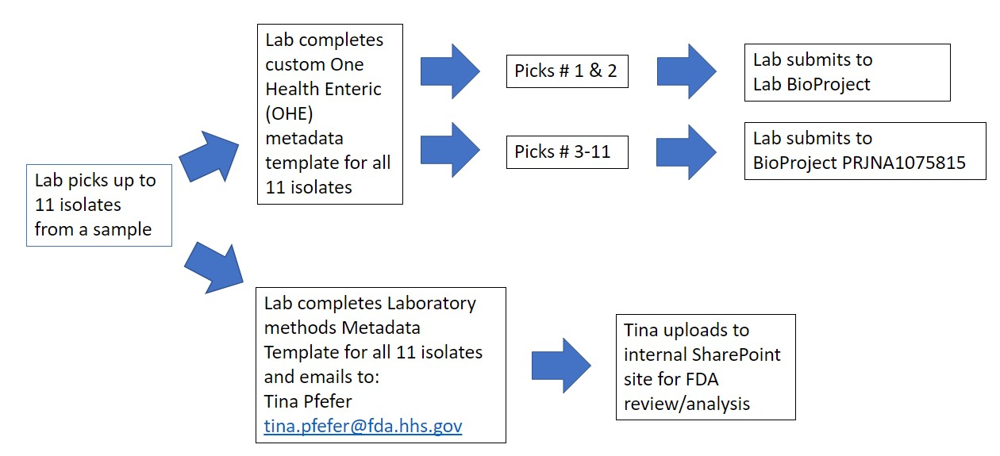 Lab picks up to
11 isolates
from a sample
Lab completes
custom One
Health Enteric
(OHE)
metadata
template for all
11 isolates
Picks # 1 & 2
Lab submits to
Lab BioProject
Picks # 3-11
Lab submits to
BioProject PRJNA1075815
Lab completes Laboratory
methods Metadata
Template for all 11 isolates
and emails to:
Tina Pfefer
tina.pfefer@fda.hhs.gov
Tina uploads to
internal SharePoint
site for FDA
review/analysis